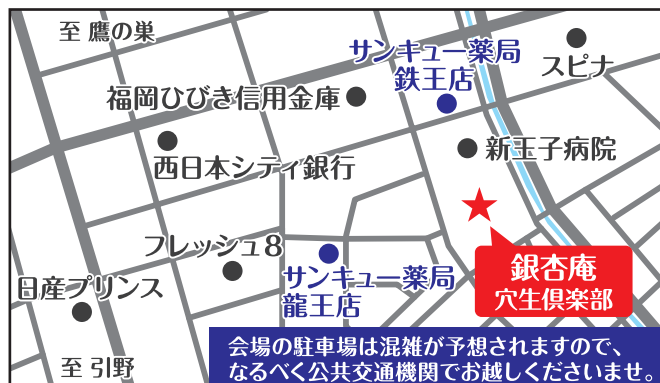 至 鷹の巣
サンキュー薬局
鉄王店
スピナ
福岡ひびき信用金庫
新王子病院
西日本シティ銀行
フレッシュ8
サンキュー薬局
龍王店
銀杏庵
穴生倶楽部
日産プリンス
至 引野
会場の駐車場は混雑が予想されますので、
なるべく公共交通機関でお越しくださいませ。